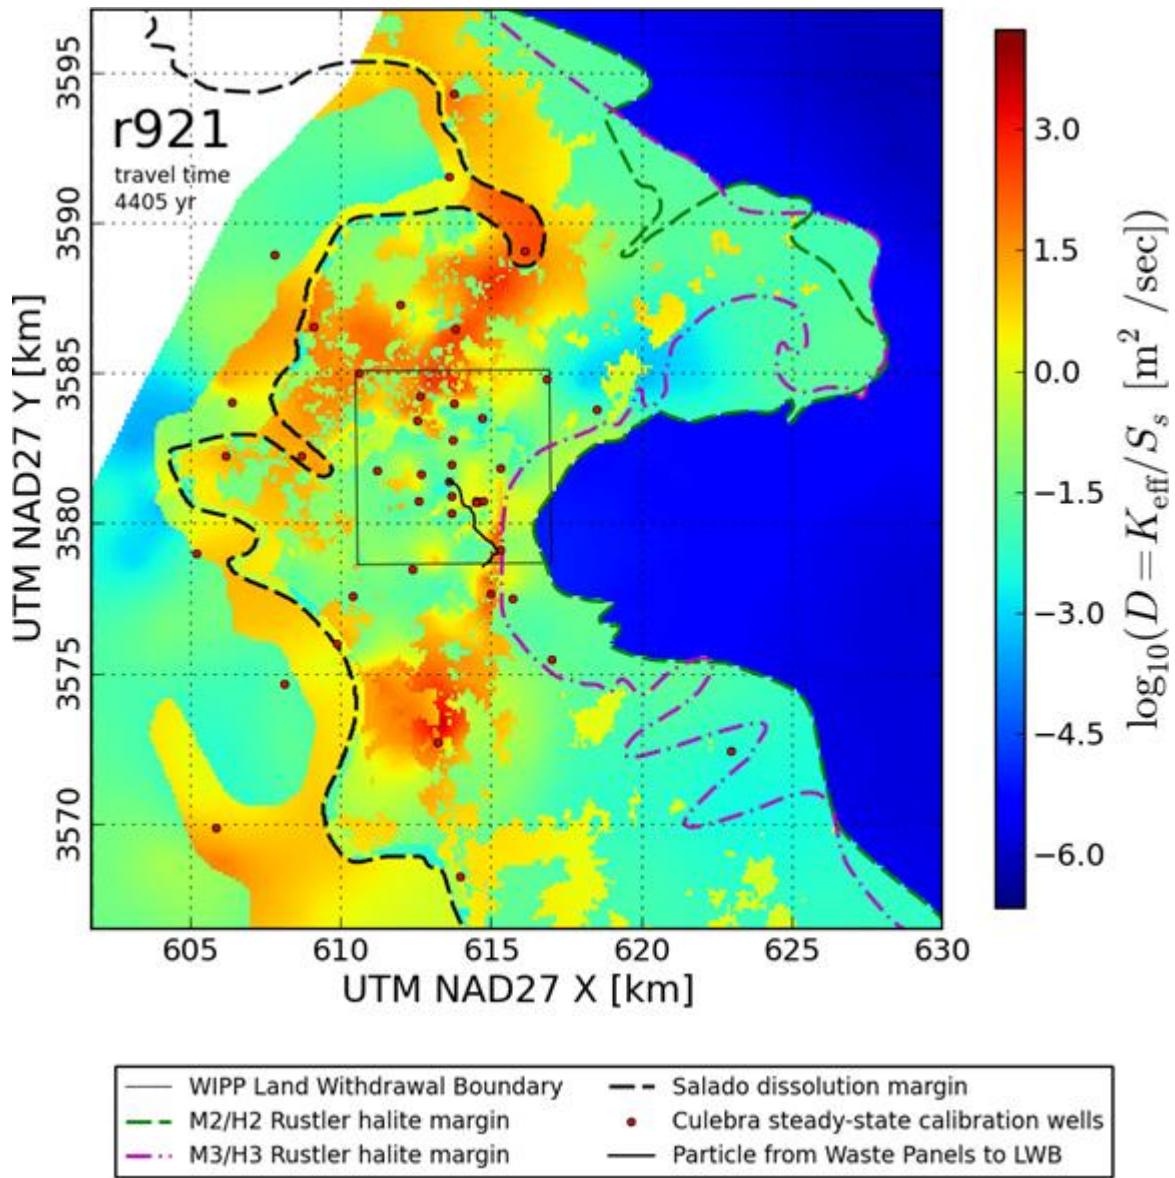 r921
travel time
4405 yr
UTM NAD27 Y [km]
3595
3590
3585
3580
3575
3570
605 610 615 620 625 630
UTM NAD27 X [km]
3.0
1.5
0.0
−1.5
−3.0
−4.5
−6.0
log₁₀(D = K_eff/S_s [m²/sec])
WIPP Land Withdrawal Boundary
M2/H2 Rustler halite margin
M3/H3 Rustler halite margin
Salado dissolution margin
Culebra steady-state calibration wells
Particle from Waste Panels to LWB